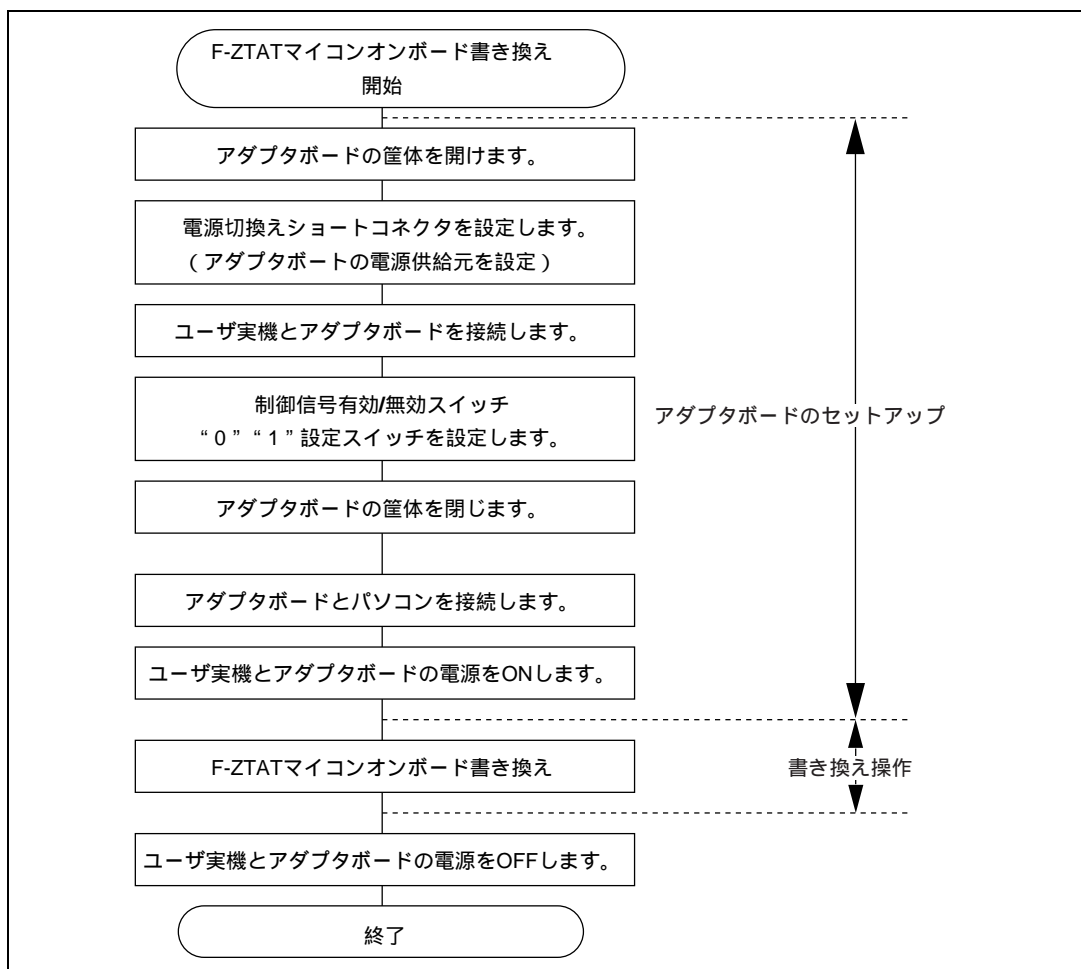 F-ZTATマイコンオンボード書き換え
開始
アダプタボードの筐体を開けます。
電源切換えショートコネクタを設定します。
（アダプタボートの電源供給元を設定）
ユーザ実機とアダプタボードを接続します。
制御信号有効/無効スイッチ
“0”“1”設定スイッチを設定します。
アダプタボードのセットアップ
アダプタボードの筐体を閉じます。
アダプタボードとパソコンを接続します。
ユーザ実機とアダプタボードの電源をONします。
F-ZTATマイコンオンボード書き換え
書き換え操作
ユーザ実機とアダプタボードの電源をOFFします。
終了